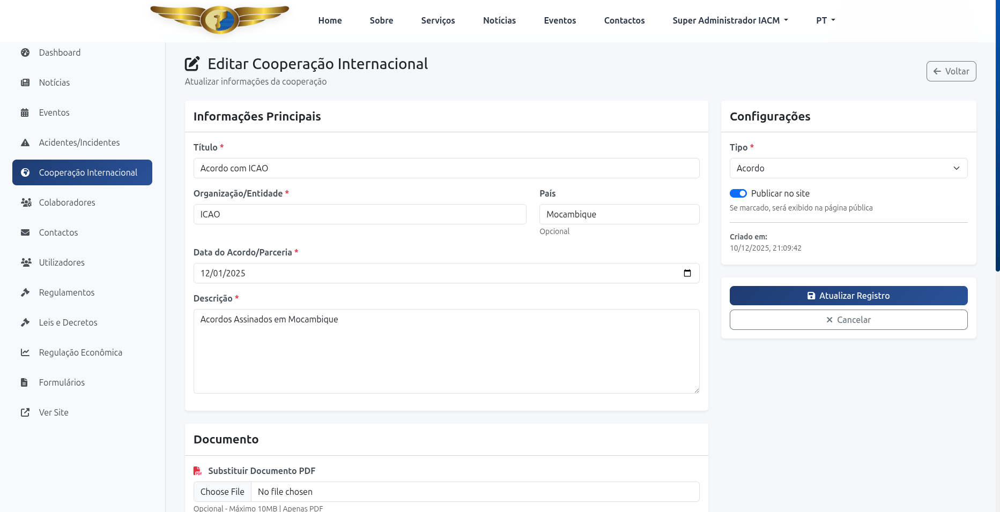 Home
Sobre
Serviços
Notícias
Eventos
Contactos
Super Administrador IACM
PT
Dashboard
Notícias
Eventos
Acidentes/Incidentes
Cooperação Internacional
Colaboradores
Contactos
Utilizadores
Regulamentos
Leis e Decretos
Regulação Econômica
Formulários
Ver Site
Editar Cooperação Internacional
Atualizar informações da cooperação
Voltar
Informações Principais
Título *
Acordo com ICAO
Organização/Entidade *
ICAO
País
Mocambique
Opcional
Data do Acordo/Parceria *
12/01/2025
Descrição *
Acordos Assinados em Mocambique
Documento
PDF
Substituir Documento PDF
Choose File
No file chosen
Opcional - Máximo 10MB | Apenas PDF
Configurações
Tipo *
Acordo
Publicar no site
Se marcado, será exibido na página pública
Criado em:
10/12/2025, 21:09:42
Atualizar Registro
Cancelar